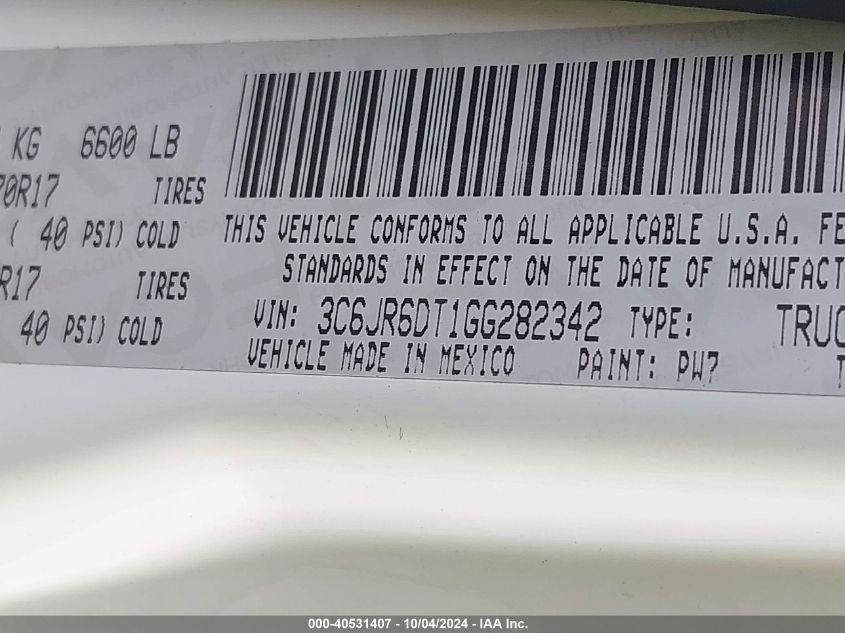 KG 6600 LB
70R17 TIRES
( 40 PSI) COLD
R17 TIRES
40 PSI) COLD
THIS VEHICLE CONFORMS TO ALL APPLICABLE U.S.A. FE
STANDARDS IN EFFECT ON THE DATE OF MANUFACT
VIN: 3C6JR6DT1GG282342 TYPE: TRUC
VEHICLE MADE IN MEXICO PAINT: PW7 T
000-40531407 - 10/04/2024 - IAA Inc.